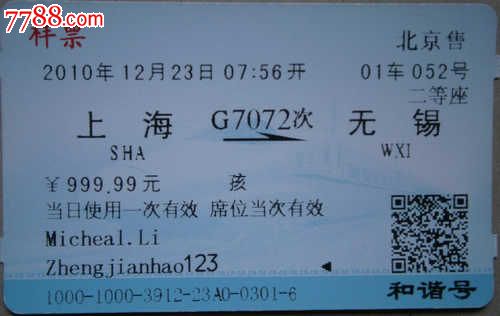 7788.com
样票
北京售
2010年12月23日07:56开
01车052号
二等座
上海
G7072次
无锡
SHA
WXI
¥999.99元
孩
当日使用一次有效 席位当次有效
Micheal.Li
Zhengjianhao123
1000-1000-3912-23A0-0301-6
和谐号